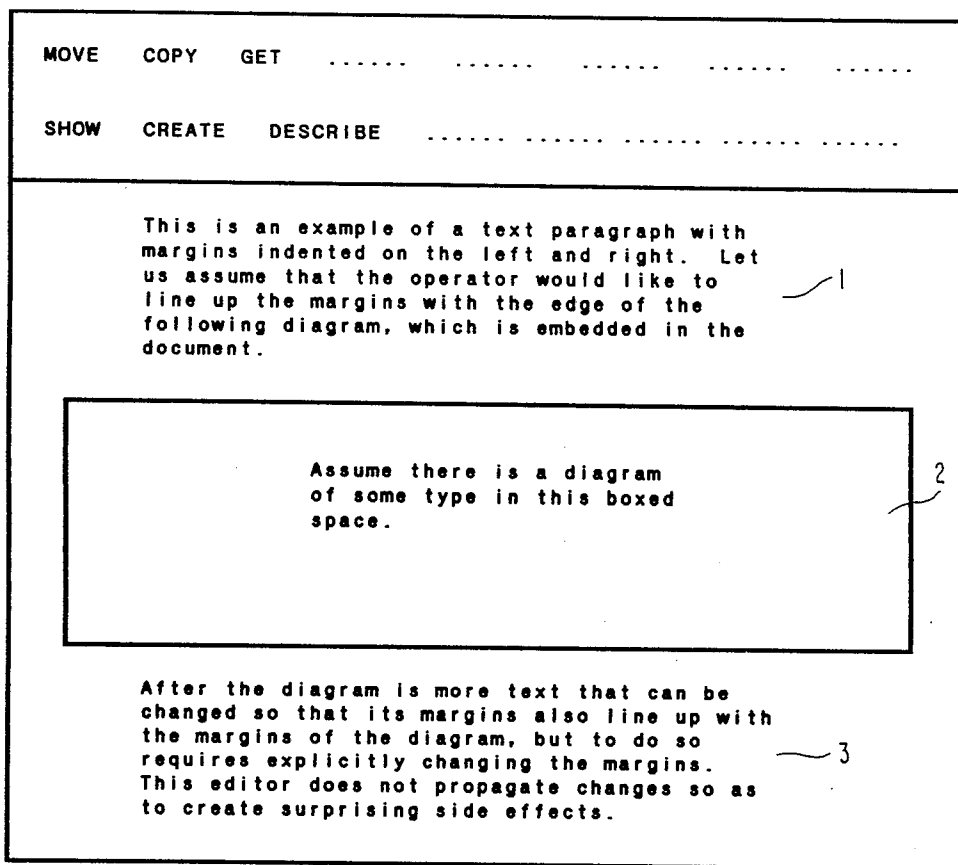 MOVE COPY GET ...... ...... ...... ...... ......
SHOW CREATE DESCRIBE ...... ...... ...... ...... ......
This is an example of a text paragraph with
margins indented on the left and right. Let
us assume that the operator would like to
line up the margins with the edge of the
following diagram, which is embedded in the
document.
1
Assume there is a diagram
of some type in this boxed
space.
2
After the diagram is more text that can be
changed so that its margins also line up with
the margins of the diagram, but to do so
requires explicitly changing the margins.
This editor does not propagate changes so as
to create surprising side effects.
3